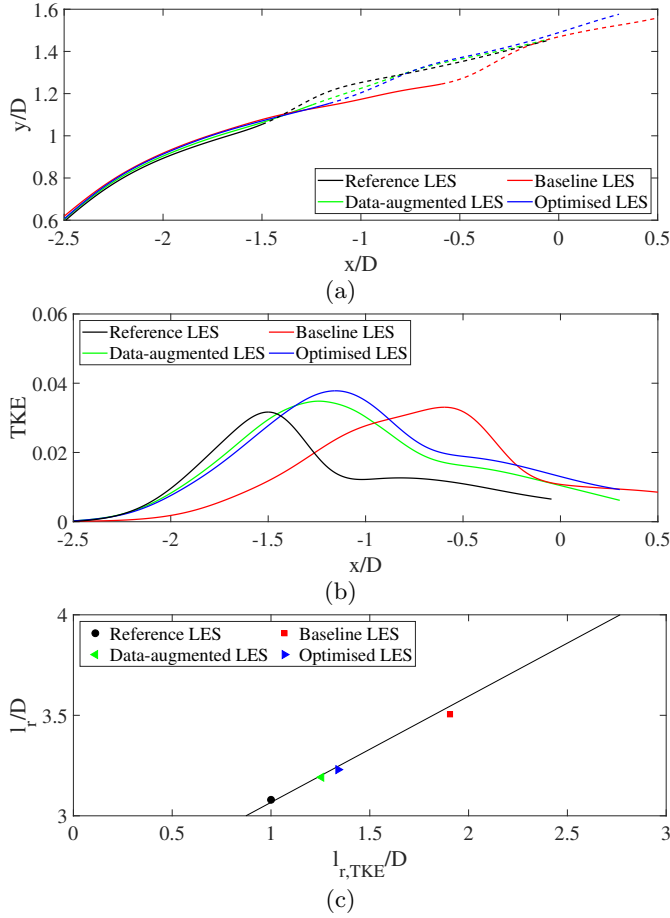 1.6
1.4
1.2
1
0.8
0.6
y/D
Reference LES
Baseline LES
Data-augmented LES
Optimised LES
-2.5 -2 -1.5 -1 -0.5 0 0.5
x/D
(a)
0.06
0.04
0.02
0
TKE
Reference LES
Baseline LES
Data-augmented LES
Optimised LES
-2.5 -2 -1.5 -1 -0.5 0 0.5
x/D
(b)
4
3.5
3
l_r/D
Reference LES
Baseline LES
Data-augmented LES
Optimised LES
0 0.5 1 1.5 2 2.5 3
l_{r,TKE}/D
(c)